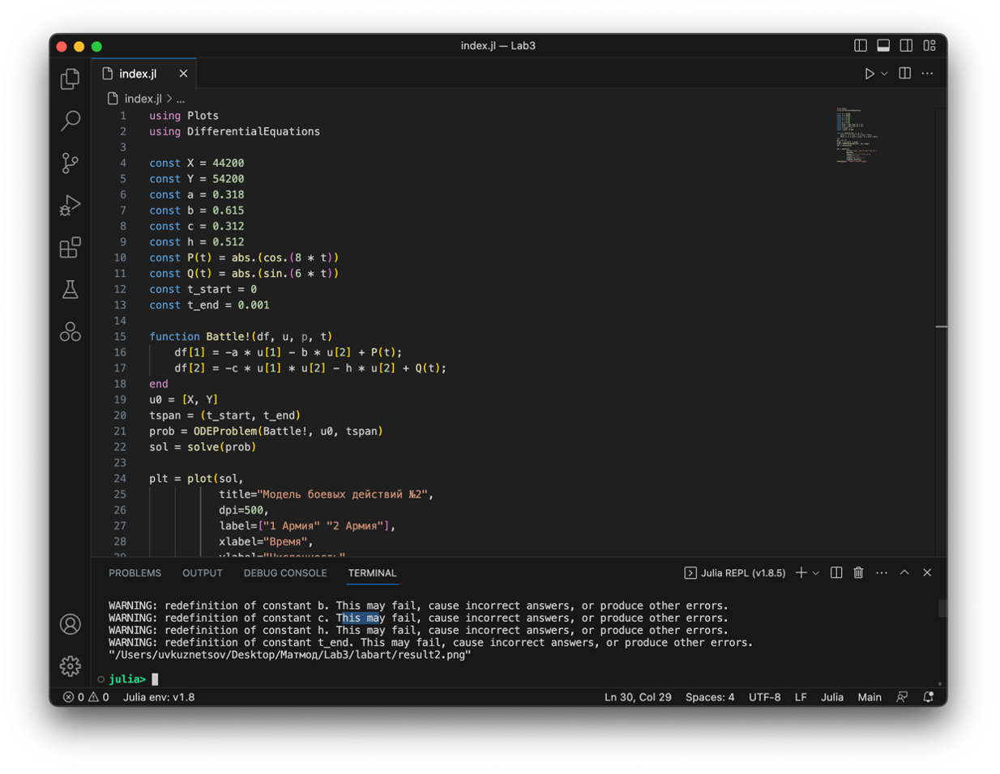 index.jl — Lab3
index.jl
index.jl > ...
1 using Plots
2 using DifferentialEquations
3
4 const X = 44200
5 const Y = 54200
6 const a = 0.318
7 const b = 0.615
8 const c = 0.312
9 const h = 0.512
10 const P(t) = abs.(cos.(8 * t))
11 const Q(t) = abs.(sin.(6 * t))
12 const t_start = 0
13 const t_end = 0.001
14
15 function Battle!(df, u, p, t)
16 df[1] = -a * u[1] - b * u[2] + P(t);
17 df[2] = -c * u[1] * u[2] - h * u[2] + Q(t);
18 end
19 u0 = [X, Y]
20 tspan = (t_start, t_end)
21 prob = ODEProblem(Battle!, u0, tspan)
22 sol = solve(prob)
23
24 plt = plot(sol,
25 title="Модель боевых действий №2",
26 dpi=500,
27 label=["1 Армия" "2 Армия"],
28 xlabel="Время",
29 ylabel="Численность"
PROBLEMS OUTPUT DEBUG CONSOLE TERMINAL Julia REPL (v1.8.5)
WARNING: redefinition of constant b. This may fail, cause incorrect answers, or produce other errors.
WARNING: redefinition of constant c. This may fail, cause incorrect answers, or produce other errors.
WARNING: redefinition of constant h. This may fail, cause incorrect answers, or produce other errors.
WARNING: redefinition of constant t_end. This may fail, cause incorrect answers, or produce other errors.
"/Users/uvkuznetsov/Desktop/Матмод/Lab3/labart/result2.png"
julia>
0 0 Julia env: v1.8 Ln 30, Col 29 Spaces: 4 UTF-8 LF Julia Main